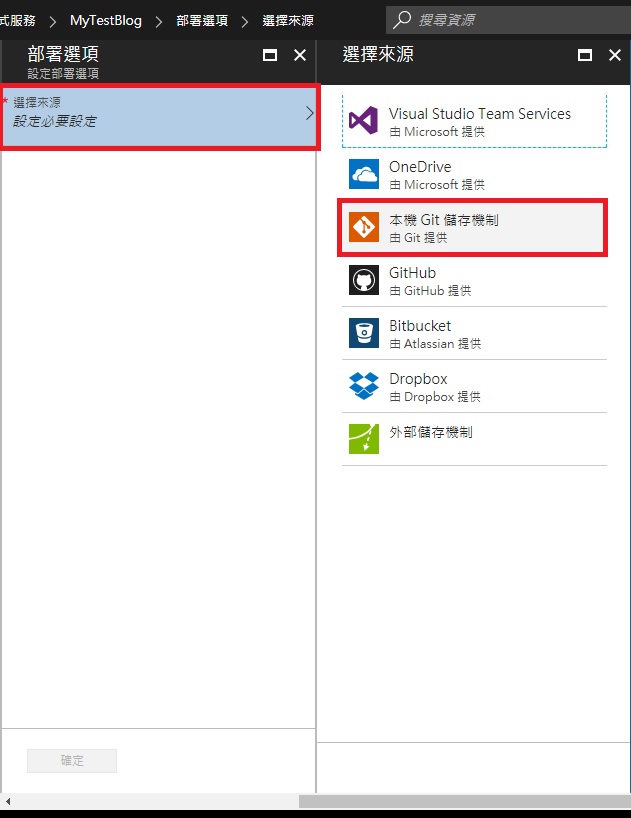 式服務 > MyTestBlog > 部署選項 > 選擇來源
搜尋資源
部署選項
設定部署選項
* 選擇來源
設定必要設定
確定
選擇來源
Visual Studio Team Services
由 Microsoft 提供
OneDrive
由 Microsoft 提供
本機 Git 儲存機制
由 Git 提供
GitHub
由 GitHub 提供
Bitbucket
由 Atlassian 提供
Dropbox
由 Dropbox 提供
外部儲存機制